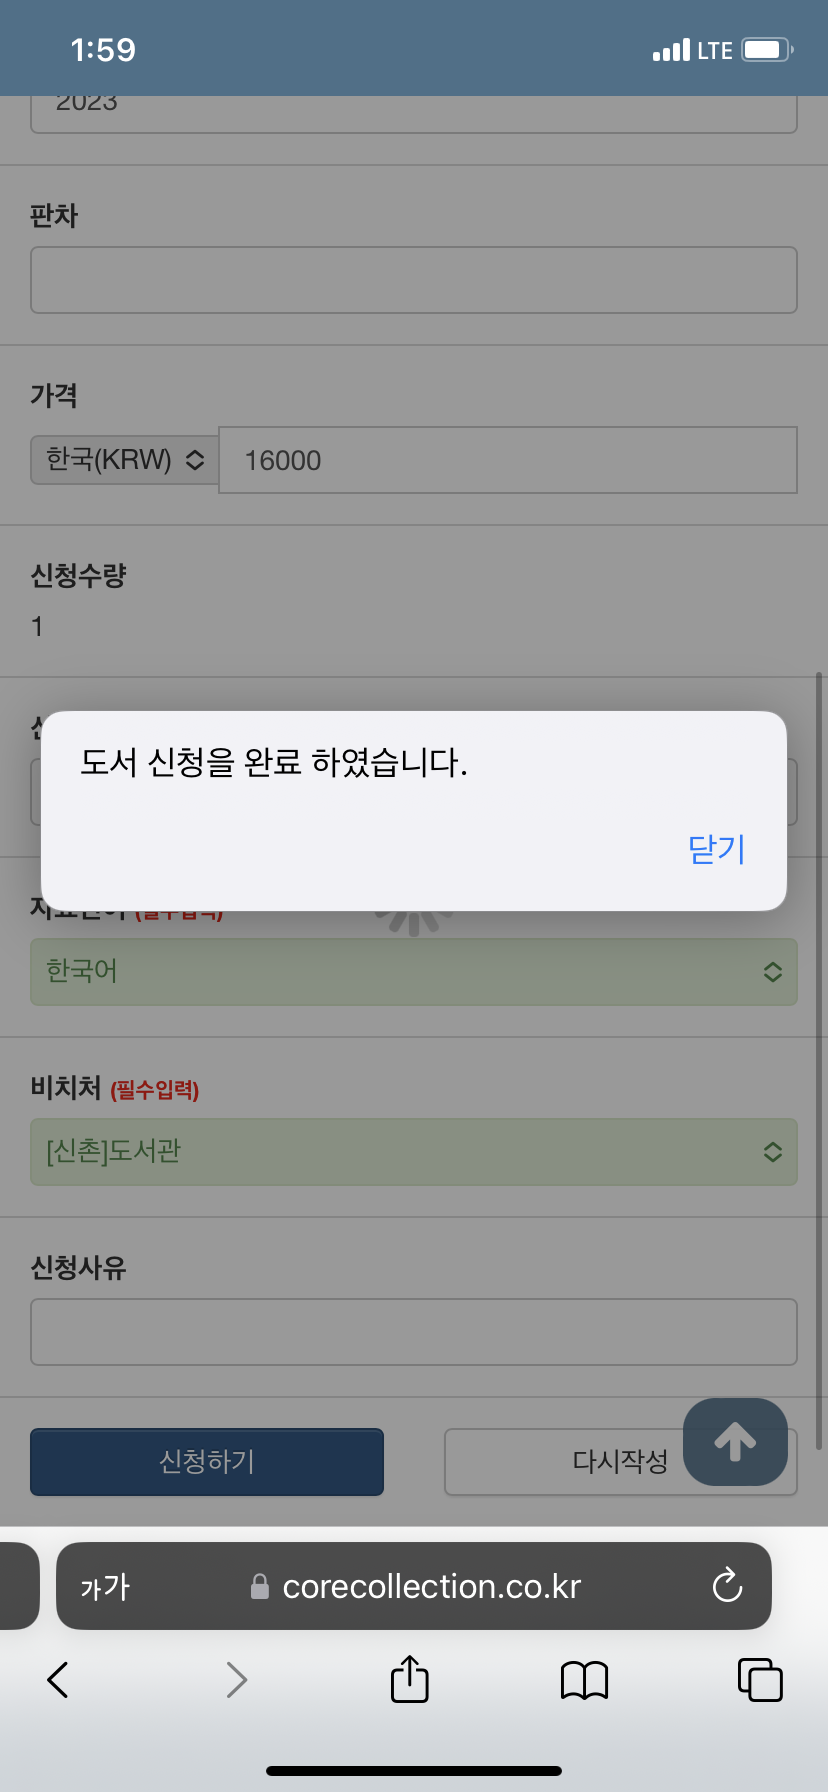 1:59
LTE
2023
판차
가격
한국(KRW)
16000
신청수량
1
도서 신청을 완료 하였습니다.
닫기
한국어
비치처 (필수입력)
[신촌]도서관
신청사유
신청하기
다시작성
가가
corecollection.co.kr